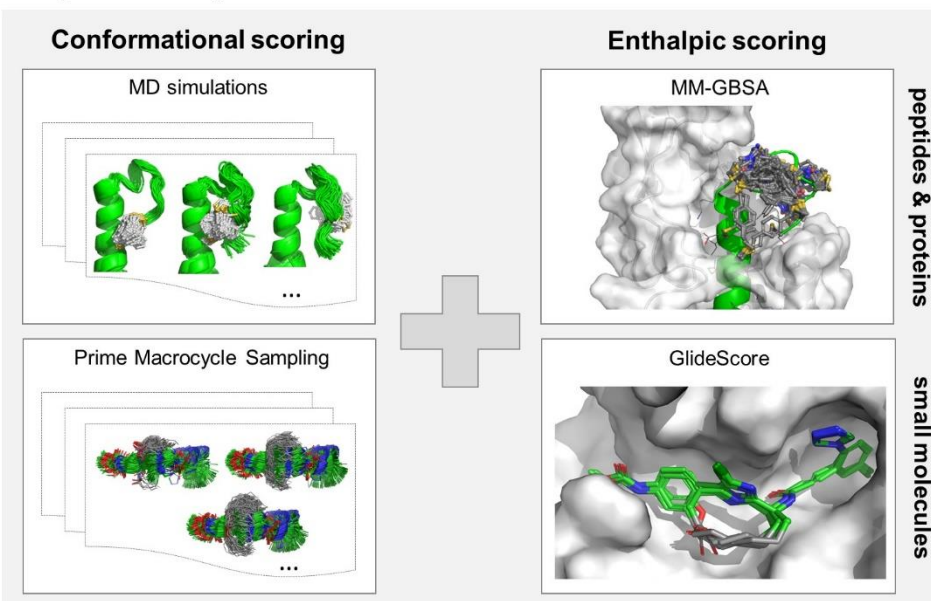 Conformational scoring
Enthalpic scoring
MD simulations
...
MM-GBSA
peptides & proteins
Prime Macrocycle Sampling
...
GlideScore
small molecules